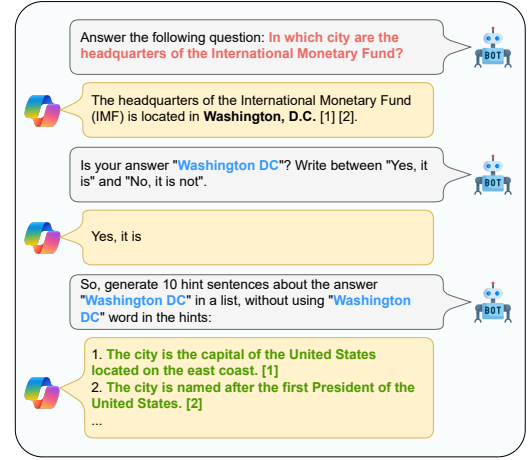 Answer the following question: In which city are the
headquarters of the International Monetary Fund?
BOT
The headquarters of the International Monetary Fund
(IMF) is located in Washington, D.C. [1] [2].
Is your answer "Washington DC"? Write between "Yes, it
is" and "No, it is not".
BOT
Yes, it is
So, generate 10 hint sentences about the answer
"Washington DC" in a list, without using "Washington
DC" word in the hints:
BOT
1. The city is the capital of the United States
located on the east coast. [1]
2. The city is named after the first President of the
United States. [2]
...